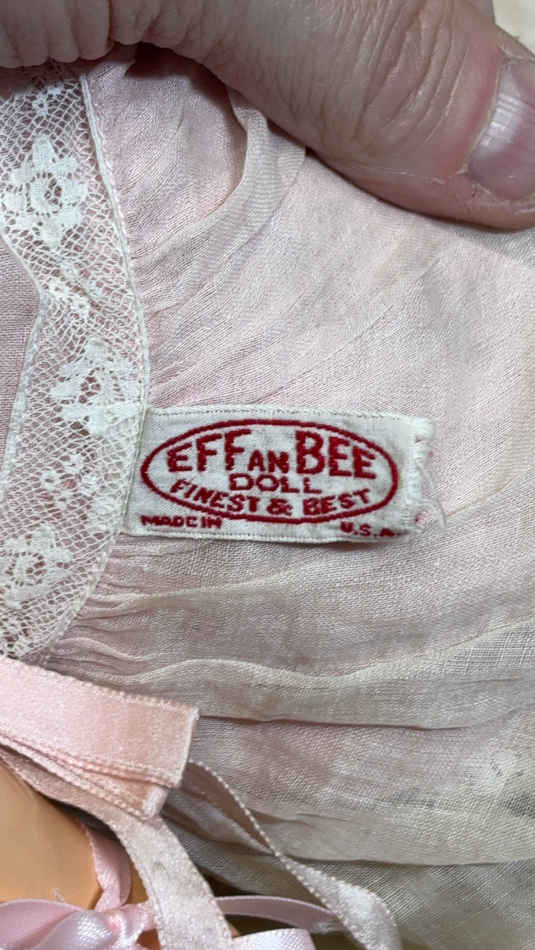 EFFANBEE
DOLL
FINEST & BEST
MADE IN U.S.A.